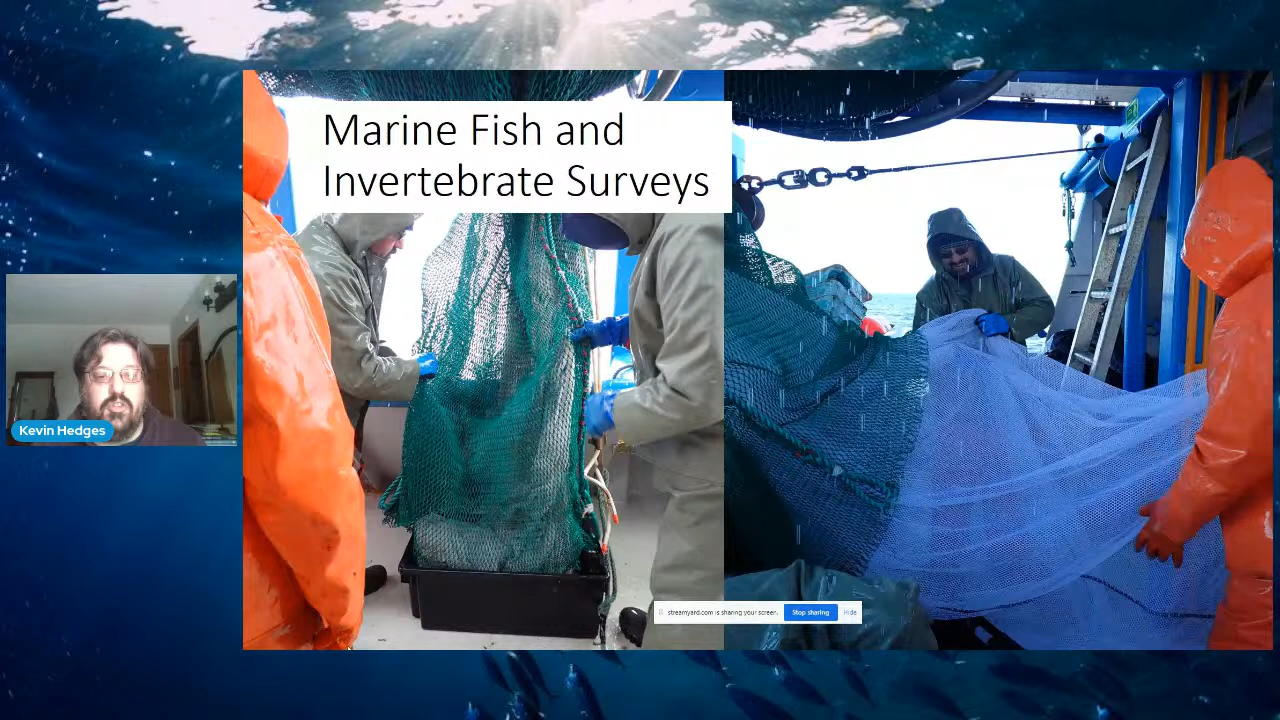 Marine Fish and
Invertebrate Surveys
Kevin Hedges
streamyard.com is sharing your screen.
Stop sharing
Hide